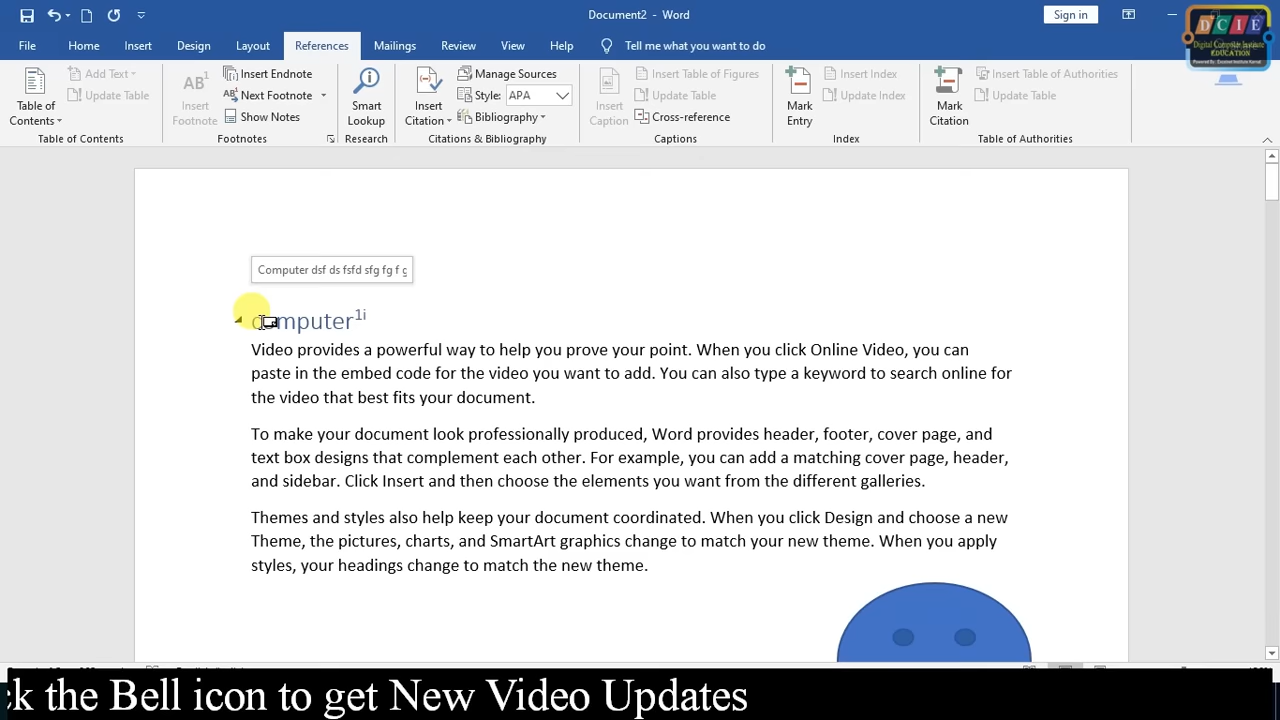 Document2 - Word
Sign in
DCIE
Digital Computer Institute
EDUCATION
File Home Insert Design Layout References Mailings Review View Help Tell me what you want to do
Table of Contents
Add Text
Update Table
Table of Contents
AB1
Insert Footnote
Insert Endnote
Next Footnote
Show Notes
Footnotes
Smart Lookup
Research
Insert Citation
Manage Sources
Style: APA
Bibliography
Citations & Bibliography
Insert Caption
Insert Table of Figures
Update Table
Cross-reference
Captions
Mark Entry
Insert Index
Update Index
Index
Mark Citation
Insert Table of Authorities
Update Table
Table of Authorities
Computer dsf ds fsfd sfg fg f g
computer1i
Video provides a powerful way to help you prove your point. When you click Online Video, you can
paste in the embed code for the video you want to add. You can also type a keyword to search online for
the video that best fits your document.
To make your document look professionally produced, Word provides header, footer, cover page, and
text box designs that complement each other. For example, you can add a matching cover page, header,
and sidebar. Click Insert and then choose the elements you want from the different galleries.
Themes and styles also help keep your document coordinated. When you click Design and choose a new
Theme, the pictures, charts, and SmartArt graphics change to match your new theme. When you apply
styles, your headings change to match the new theme.
ck the Bell icon to get New Video Updates